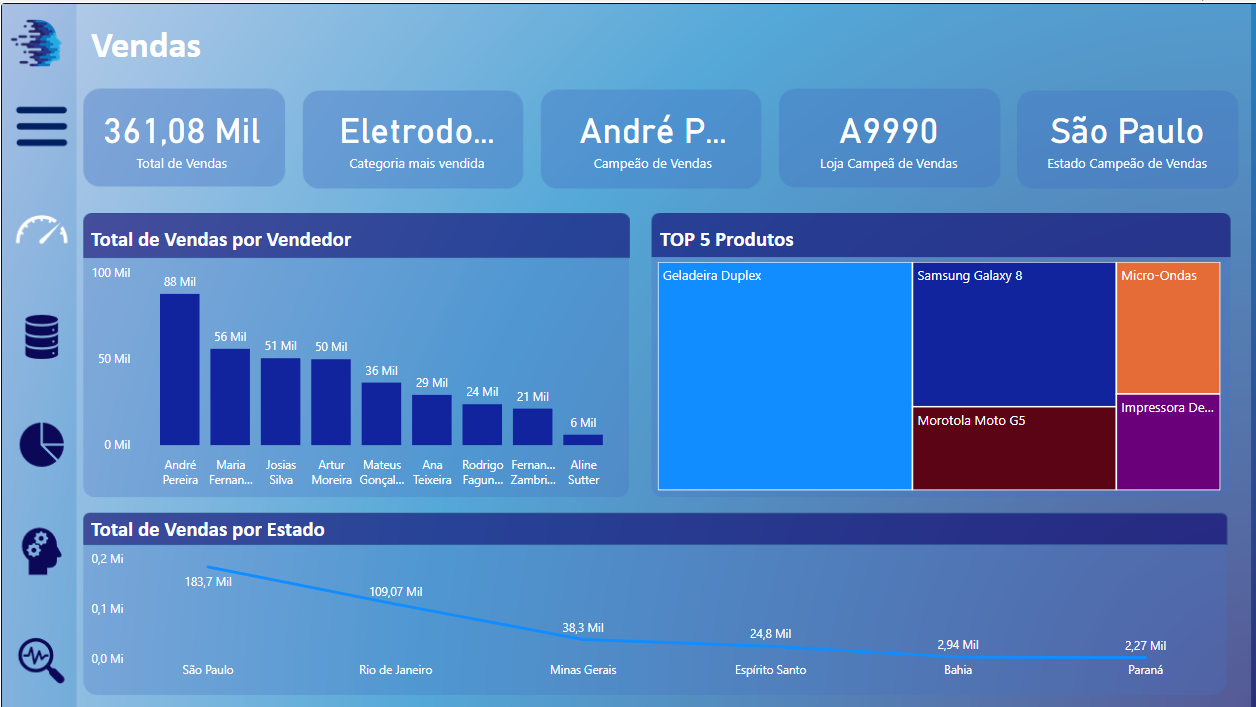 Vendas
361,08 Mil
Total de Vendas
Eletrodo...
Categoria mais vendida
André P...
Campeão de Vendas
A9990
Loja Campeã de Vendas
São Paulo
Estado Campeão de Vendas
Total de Vendas por Vendedor
100 Mil
50 Mil
0 Mil
88 Mil
56 Mil
51 Mil
50 Mil
36 Mil
29 Mil
24 Mil
21 Mil
6 Mil
André
Pereira
Maria
Fernan...
Josias
Silva
Artur
Moreira
Mateus
Gonçal...
Ana
Teixeira
Rodrigo
Fagun...
Fernan...
Zambri...
Aline
Sutter
TOP 5 Produtos
Geladeira Duplex
Samsung Galaxy 8
Morotola Moto G5
Micro-Ondas
Impressora De...
Total de Vendas por Estado
0,2 Mi
0,1 Mi
0,0 Mi
183,7 Mil
109,07 Mil
38,3 Mil
24,8 Mil
2,94 Mil
2,27 Mil
São Paulo
Rio de Janeiro
Minas Gerais
Espírito Santo
Bahia
Paraná